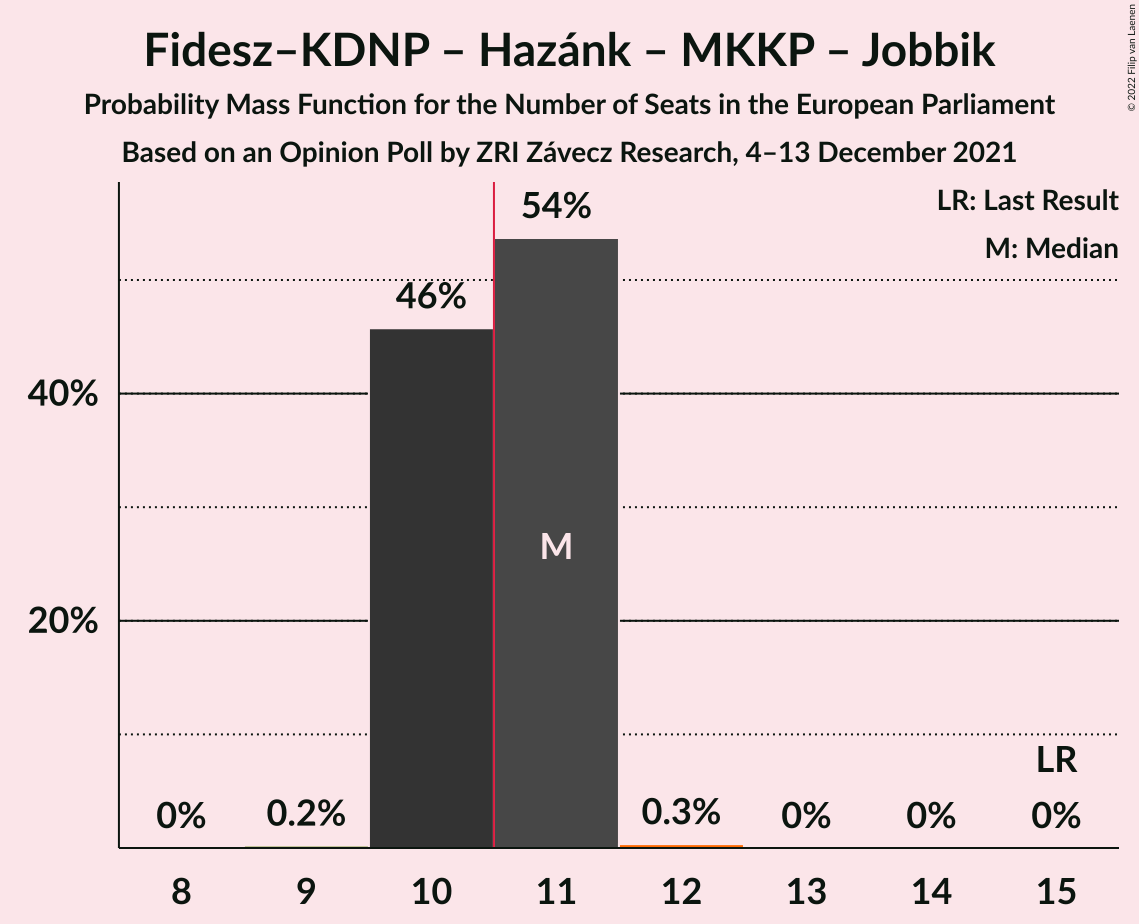 Fidesz–KDNP – Hazánk – MKKP – Jobbik
Probability Mass Function for the Number of Seats in the European Parliament
Based on an Opinion Poll by ZRI Závecz Research, 4–13 December 2021
© 2022 Filip van Laenen
LR: Last Result
M: Median
54%
46%
40%
M
20%
LR
0% 0.2% 0.3% 0% 0% 0%
8 9 10 11 12 13 14 15